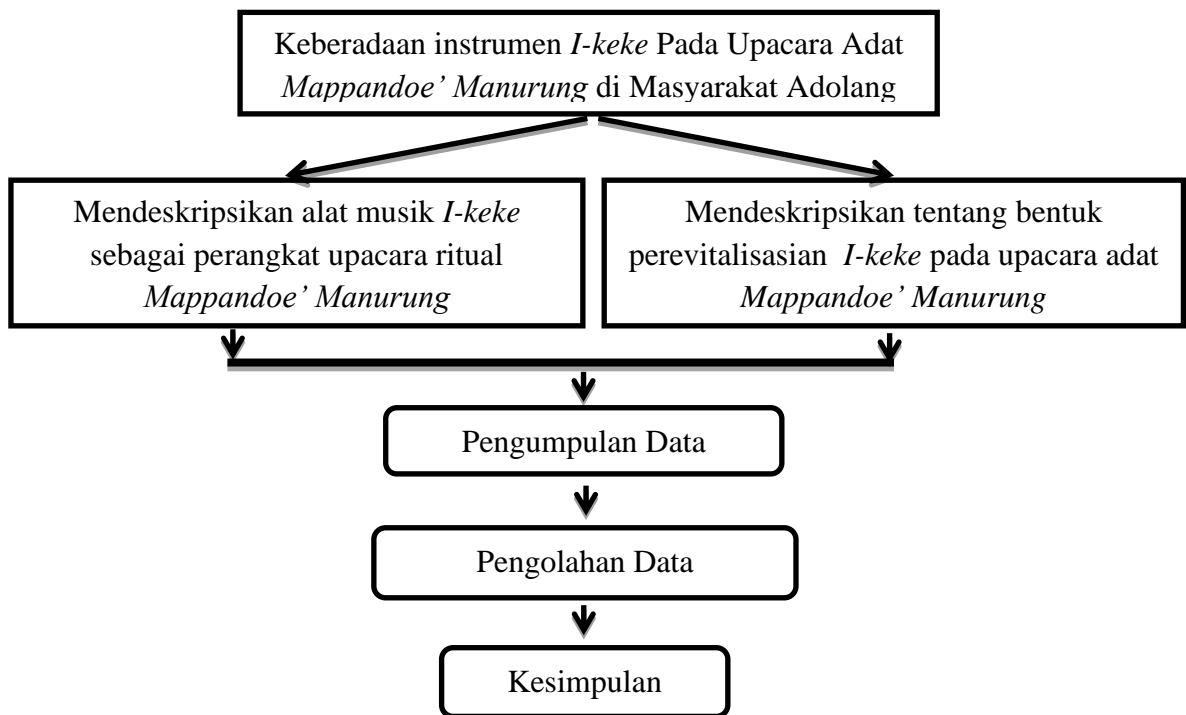 Keberadaan instrumen I-keke Pada Upacara Adat
Mappandoe’ Manurung di Masyarakat Adolang
Mendeskripsikan alat musik I-keke
sebagai perangkat upacara ritual
Mappandoe’ Manurung
Mendeskripsikan tentang bentuk
perevitalisasian I-keke pada upacara adat
Mappandoe’ Manurung
Pengumpulan Data
Pengolahan Data
Kesimpulan